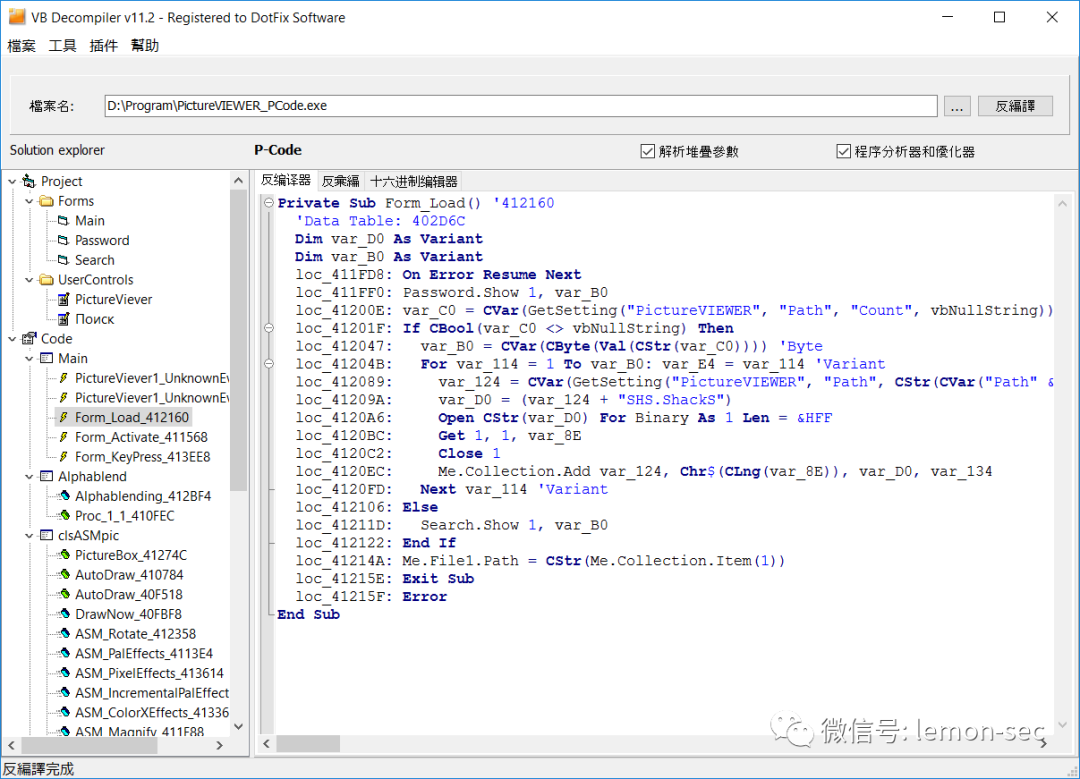 VB Decompiler v11.2 - Registered to DotFix Software
檔案 工具 插件 幫助
檔案名: D:\Program\PictureVIEWER_PCode.exe ... 反編譯
Solution explorer P-Code 解析堆疊參數 程序分析器和優化器
Project
Forms
Main
Password
Search
UserControls
PictureViever
Поиск
Code
Main
PictureViever1_UnknownEv
PictureViever1_UnknownEv
Form_Load_412160
Form_Activate_411568
Form_KeyPress_413EE8
Alphablend
Alphablending_412BF4
Proc_1_1_410FEC
clsASMpic
PictureBox_41274C
AutoDraw_410784
AutoDraw_40F518
DrawNow_40FBF8
ASM_Rotate_412358
ASM_PalEffects_4113E4
ASM_PixelEffects_413614
ASM_IncrementalPalEffect
ASM_ColorXEffects_41336
ASM_Magnify_411F88
反编译器 反彙編 十六进制编辑器
Private Sub Form_Load() '412160
'Data Table: 402D6C
Dim var_D0 As Variant
Dim var_B0 As Variant
loc_411FD8: On Error Resume Next
loc_411FF0: Password.Show 1, var_B0
loc_41200E: var_C0 = CVar(GetSetting("PictureVIEWER", "Path", "Count", vbNullString))
loc_41201F: If CBool(var_C0 <> vbNullString) Then
loc_412047: var_B0 = CVar(CByte(Val(CStr(var_C0)))) 'Byte
loc_41204B: For var_114 = 1 To var_B0: var_E4 = var_114 'Variant
loc_412089: var_124 = CVar(GetSetting("PictureVIEWER", "Path", CStr(CVar("Path" &
loc_41209A: var_D0 = (var_124 + "SHS.ShackS")
loc_4120A6: Open CStr(var_D0) For Binary As 1 Len = &HFF
loc_4120BC: Get 1, 1, var_8E
loc_4120C2: Close 1
loc_4120EC: Me.Collection.Add var_124, Chr$(CLng(var_8E)), var_D0, var_134
loc_4120FD: Next var_114 'Variant
loc_412106: Else
loc_41211D: Search.Show 1, var_B0
loc_412122: End If
loc_41214A: Me.File1.Path = CStr(Me.Collection.Item(1))
loc_41215E: Exit Sub
loc_41215F: Error
End Sub
微信号: lemon-sec
反編譯完成